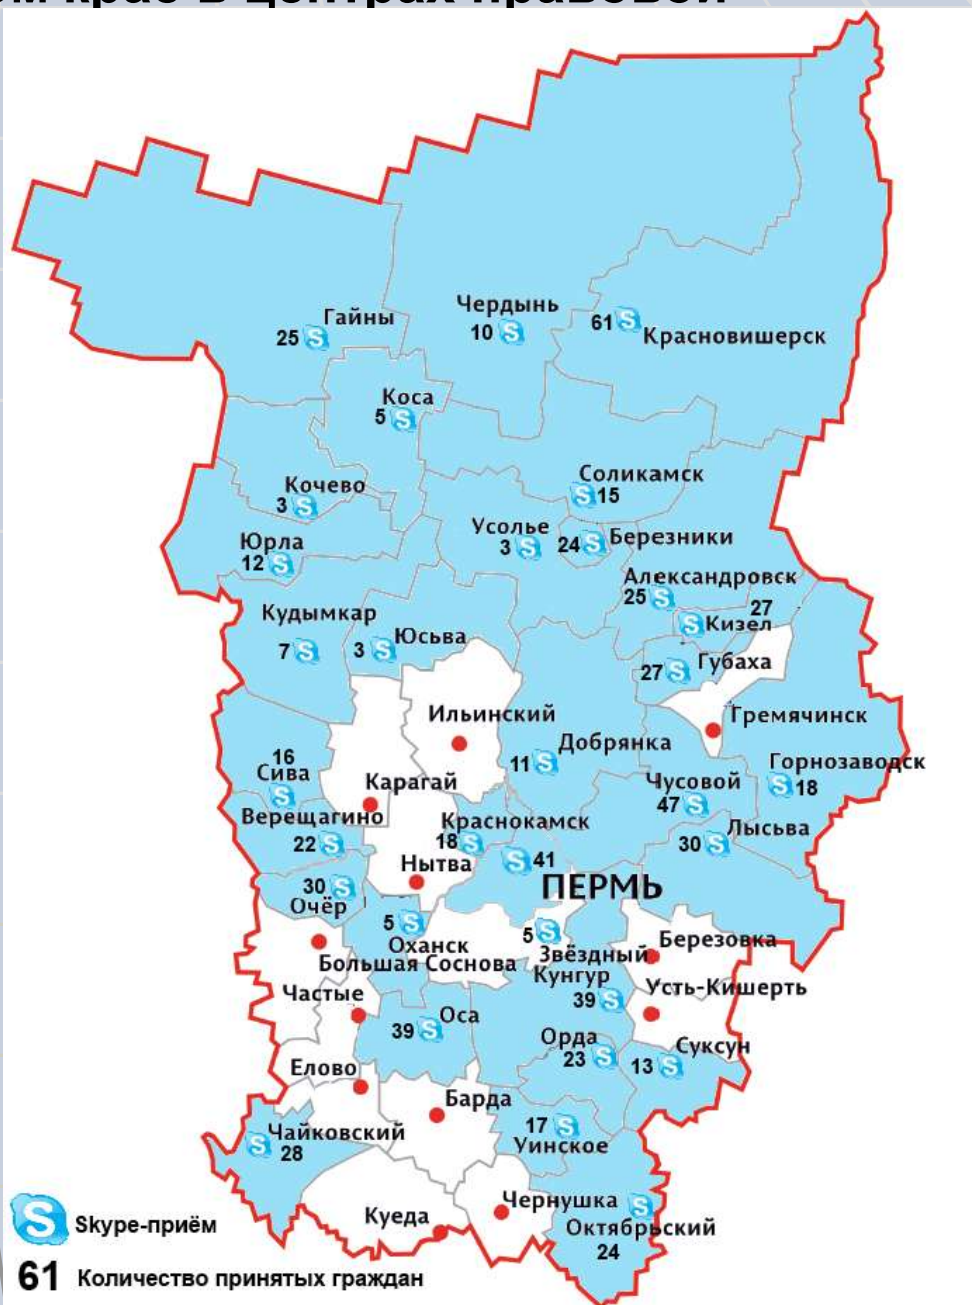 м крае в центрах правовой
Гайны
25
Чердынь
10
61
Красновишерск
Коса
5
Соликамск
15
Кочево
3
Усолье
3
24 Березники
Юрла
12
Александровск
25
27
Кизел
Кудымкар
7
3 Юсьва
27 Губаха
Ильинский
Гремячинск
Добрянка
11
16
Сива
Карагай
Чусовой
47
Горнозаводск
18
Верещагино
22
Краснокамск
18
Лысьва
30
Нытва
41
ПЕРМЬ
30
Очёр
5
Оханск
5
Звёздный
Березовка
Большая Соснова
Кунгур
39
Частые
Усть-Кишерть
39 Оса
Орда
23
Суксун
13
Елово
Барда
17
Уинское
Чайковский
28
Чернушка
Куеда
Октябрьский
24
Skype-приём
61 Количество принятых граждан